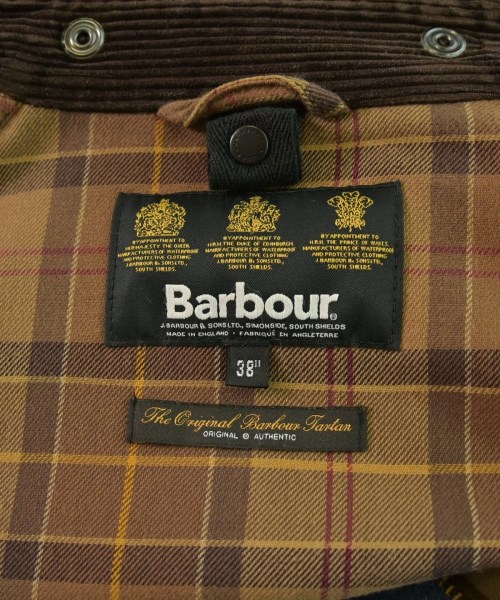 BY APPOINTMENT TO
HER MAJESTY THE QUEEN
MANUFACTURERS OF WATERPROOF
AND PROTECTIVE CLOTHING
J. BARBOUR & SONS LTD.,
SOUTH SHIELDS.
BY APPOINTMENT TO
H.R.H. THE DUKE OF EDINBURGH
MANUFACTURERS OF WATERPROOF
AND PROTECTIVE CLOTHING
J. BARBOUR & SONS LTD.,
SOUTH SHIELDS.
BY APPOINTMENT TO
H.R.H. THE PRINCE OF WALES
MANUFACTURERS OF WATERPROOF
AND PROTECTIVE CLOTHING
J. BARBOUR & SONS LTD.,
SOUTH SHIELDS.
Barbour®
J. BARBOUR & SONS LTD., SIMONSIDE, SOUTH SHIELDS
MADE IN ENGLAND · FABRIQUÉ EN ANGLETERRE
38"
The Original Barbour Tartan
ORIGINAL @ AUTHENTIC